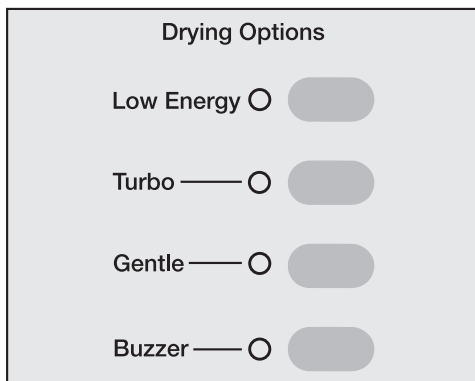 Drying Options
Low Energy
Turbo
Gentle
Buzzer